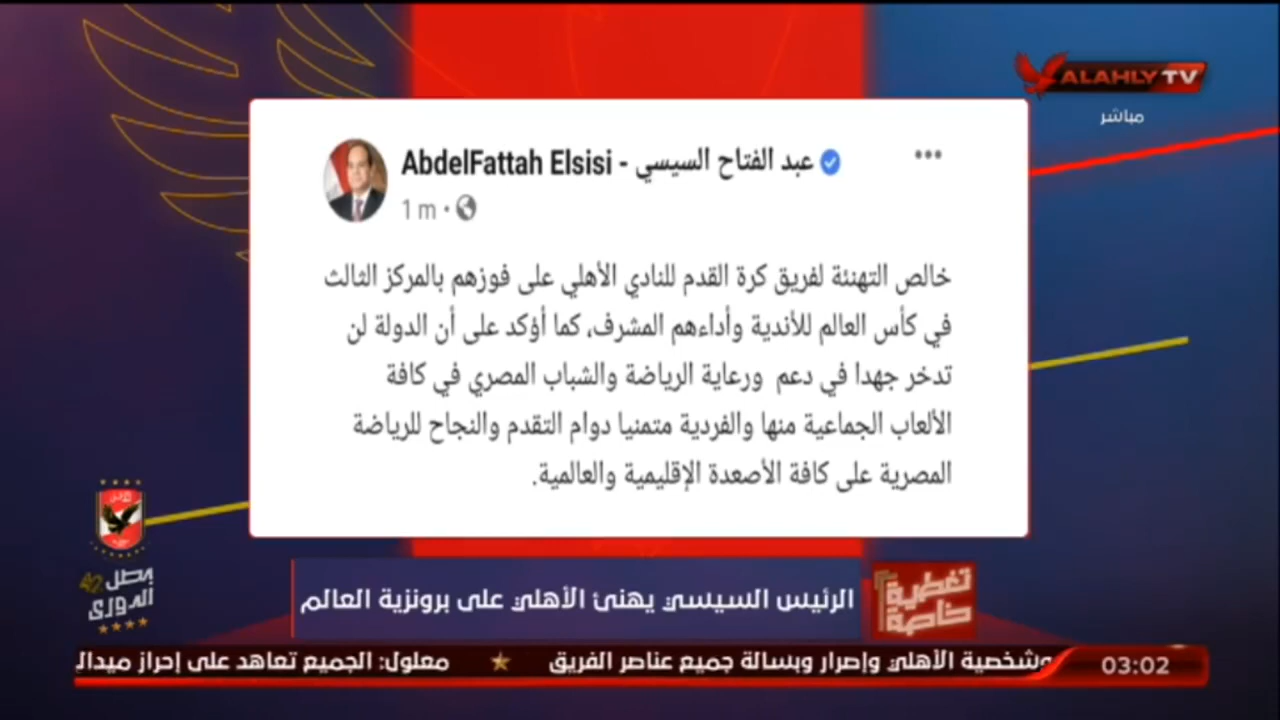 ALAHLY TV
مباشر
AbdelFattah Elsisi - عبد الفتاح السيسي
1 m
خالص التهنئة لفريق كرة القدم للنادي الأهلي على فوزهم بالمركز الثالث
في كأس العالم للأندية وأداءهم المشرف، كما أؤكد على أن الدولة لن
تدخر جهدا في دعم ورعاية الرياضة والشباب المصري في كافة
الألعاب الجماعية منها والفردية متمنيا دوام التقدم والنجاح للرياضة
المصرية على كافة الأصعدة الإقليمية والعالمية.
بطل
الدورى
تغطية
خاصة
الرئيس السيسي يهنئ الأهلي على برونزية العالم
وشخصية الأهلي وإصرار وبسالة جميع عناصر الفريق ★ معلول: الجميع تعاهد على إحراز ميدال
03:02